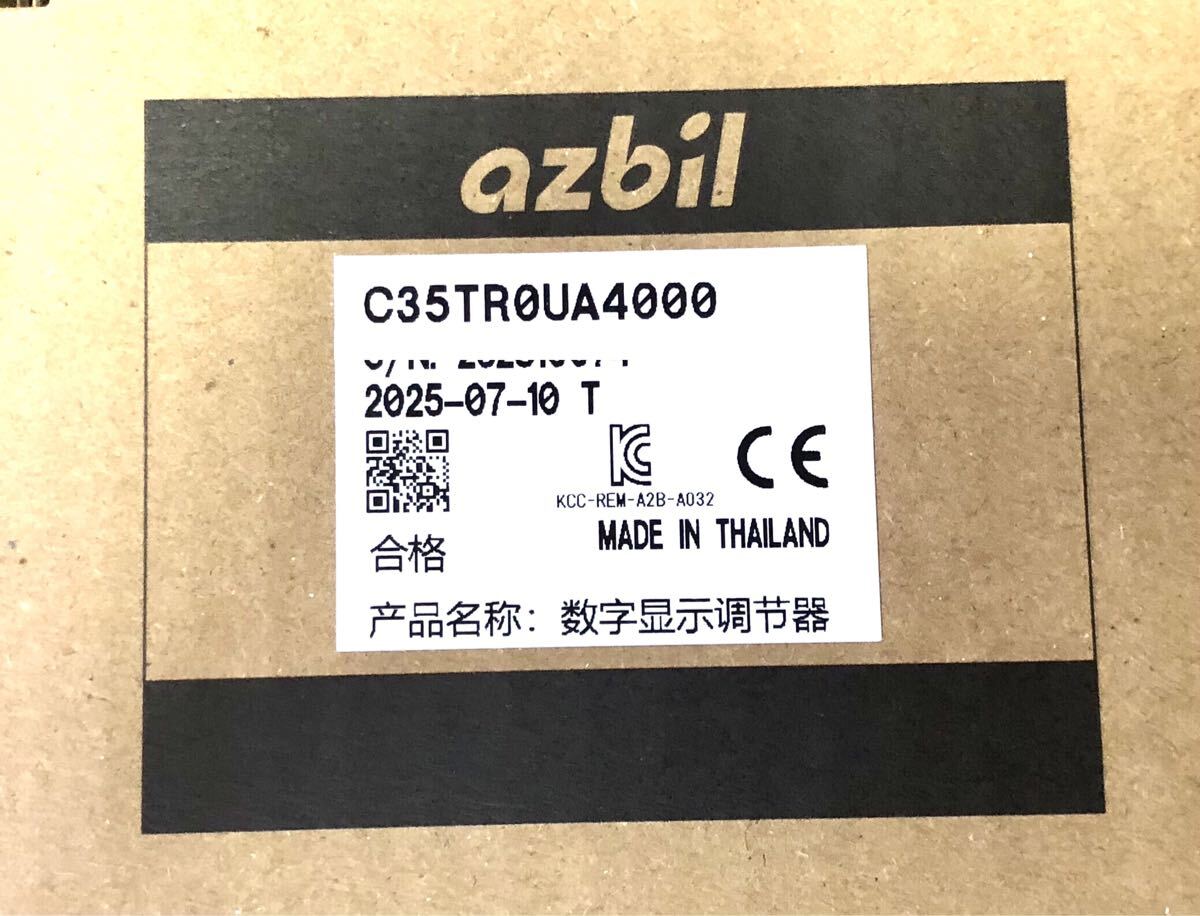 azbil
C35TR0UA4000
2025-07-10 T
KCC-REM-A2B-A032
MADE IN THAILAND
合格
产品名称：数字显示调节器